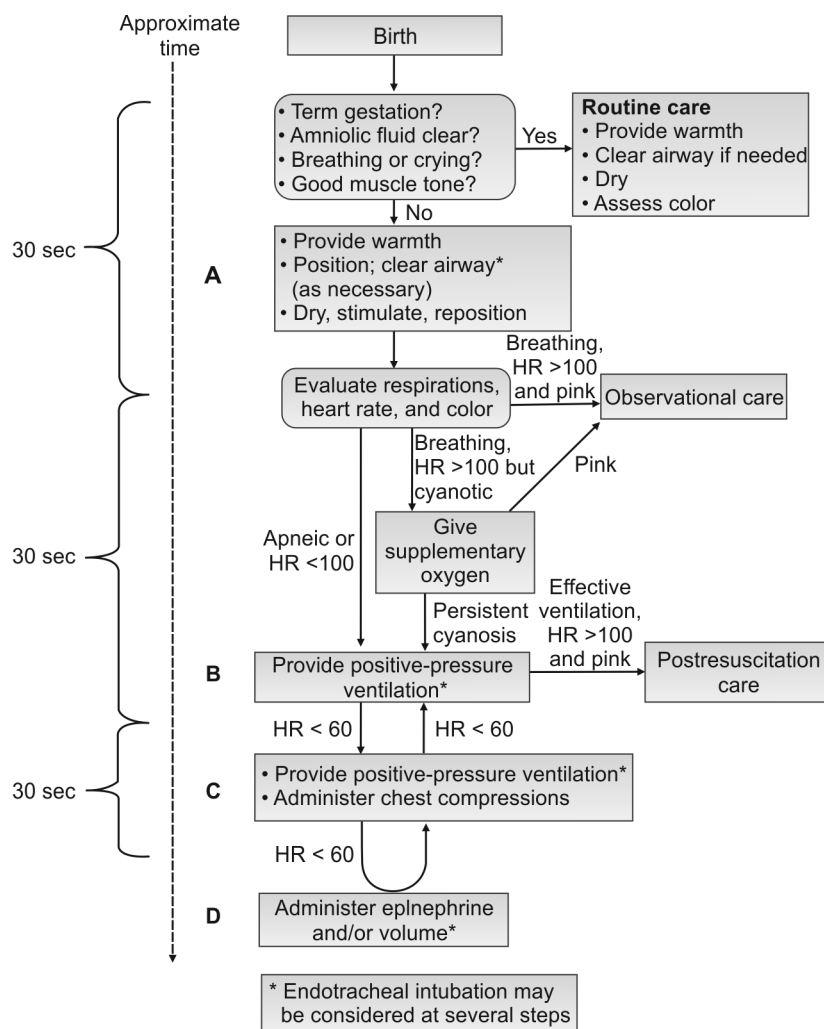 Approximate
time
Birth
• Term gestation?
• Amniolic fluid clear?
• Breathing or crying?
• Good muscle tone?
Yes
Routine care
• Provide warmth
• Clear airway if needed
• Dry
• Assess color
No
30 sec
A
• Provide warmth
• Position; clear airway*
(as necessary)
• Dry, stimulate, reposition
Evaluate respirations,
heart rate, and color
Breathing,
HR >100
and pink
Observational care
Breathing,
HR >100 but
cyanotic
Pink
30 sec
Apneic or
HR <100
Give
supplementary
oxygen
Persistent
cyanosis
Effective
ventilation,
HR >100
and pink
B
Provide positive-pressure
ventilation*
Postresuscitation
care
HR < 60
HR < 60
30 sec
C
• Provide positive-pressure ventilation*
• Administer chest compressions
HR < 60
D
Administer eplnephrine
and/or volume*
* Endotracheal intubation may
be considered at several steps